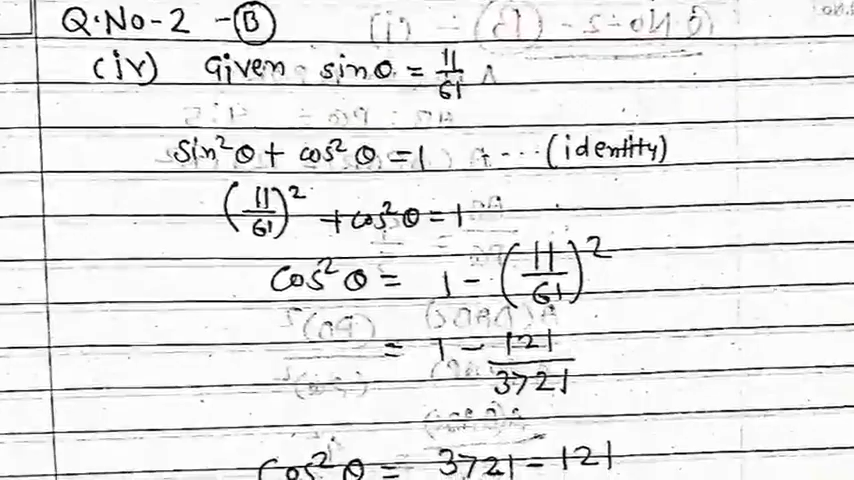 Q.No-2 - (B)
(iv) Given sinθ = 11/61
sin²θ + cos²θ = 1 ... (identity)
(11/61)² + cos²θ = 1
cos²θ = 1 - (11/61)²
= 1 - 121/3721
cos²θ = 3721 - 121